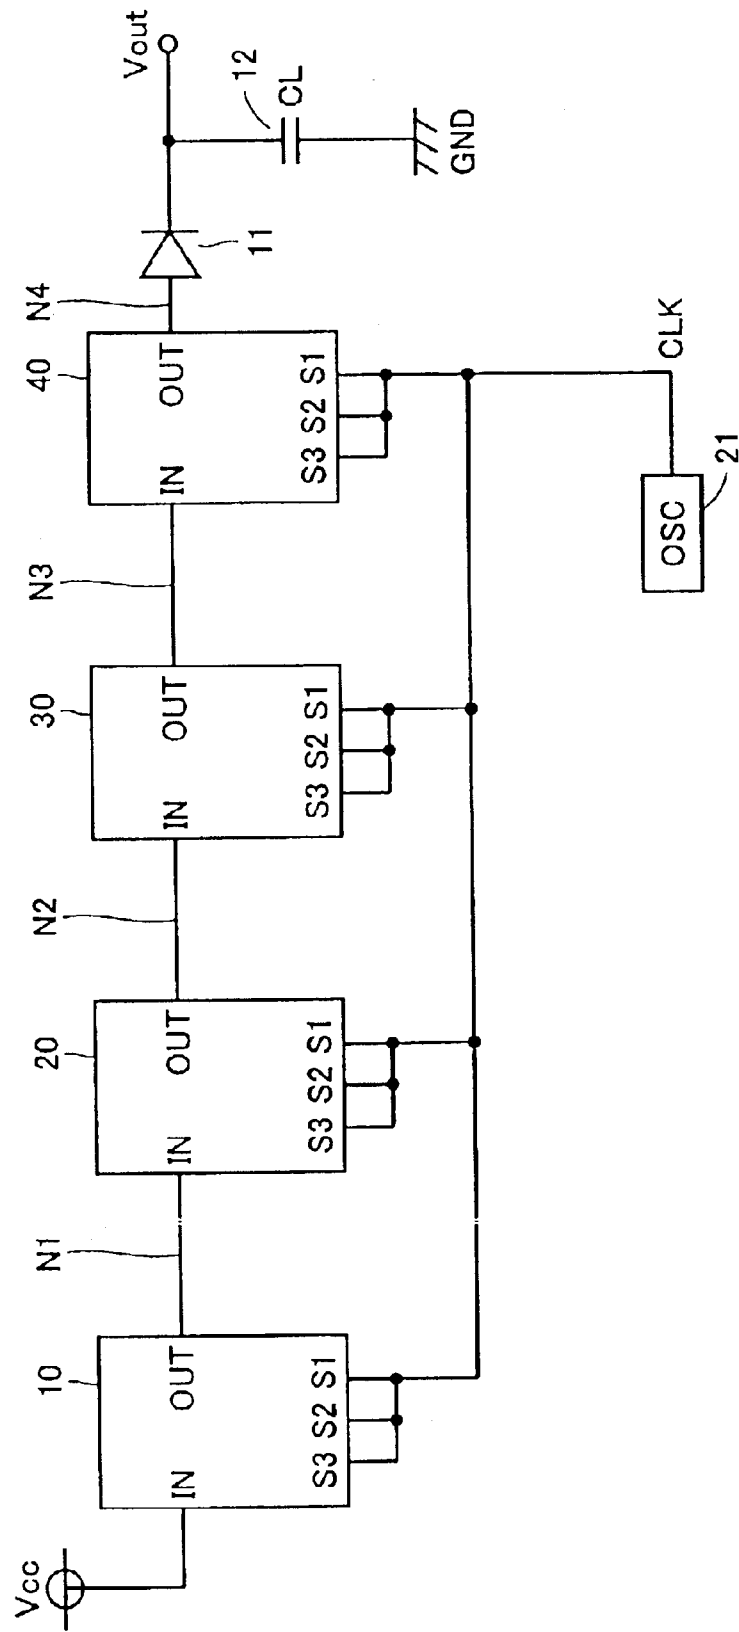 Vcc
10
IN
OUT
S3 S2 S1
N1
20
IN
OUT
S3 S2 S1
N2
30
IN
OUT
S3 S2 S1
N3
40
IN
OUT
S3 S2 S1
N4
11
Vout
12
CL
GND
CLK
OSC
21